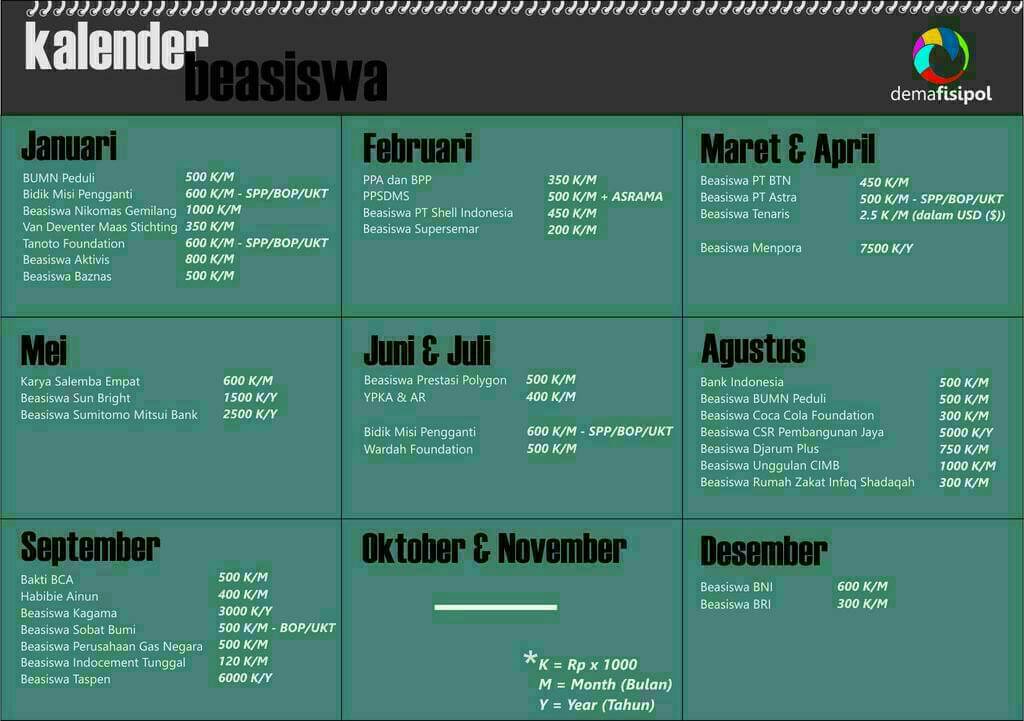 kalender
beasiswa
demafisipol
Januari
BUMN Peduli 500 K/M
Bidik Misi Pengganti 600 K/M - SPP/BOP/UKT
Beasiswa Nikomas Gemilang 1000 K/M
Van Deventer Maas Stichting 350 K/M
Tanoto Foundation 600 K/M - SPP/BOP/UKT
Beasiswa Aktivis 800 K/M
Beasiswa Baznas 500 K/M
Februari
PPA dan BPP 350 K/M
PPSDMS 500 K/M + ASRAMA
Beasiswa PT Shell Indonesia 450 K/M
Beasiswa Supersemar 200 K/M
Maret & April
Beasiswa PT BTN 450 K/M
Beasiswa PT Astra 500 K/M - SPP/BOP/UKT
Beasiswa Tenaris 2.5 K /M (dalam USD ($))
Beasiswa Menpora 7500 K/Y
Mei
Karya Salemba Empat 600 K/M
Beasiswa Sun Bright 1500 K/Y
Beasiswa Sumitomo Mitsui Bank 2500 K/Y
Juni & Juli
Beasiswa Prestasi Polygon 500 K/M
YPKA & AR 400 K/M
Bidik Misi Pengganti 600 K/M - SPP/BOP/UKT
Wardah Foundation 500 K/M
Agustus
Bank Indonesia 500 K/M
Beasiswa BUMN Peduli 500 K/M
Beasiswa Coca Cola Foundation 300 K/M
Beasiswa CSR Pembangunan Jaya 5000 K/Y
Beasiswa Djarum Plus 750 K/M
Beasiswa Unggulan CIMB 1000 K/M
Beasiswa Rumah Zakat Infaq Shadaqah 300 K/M
September
Bakti BCA 500 K/M
Habibie Ainun 400 K/M
Beasiswa Kagama 3000 K/Y
Beasiswa Sobat Bumi 500 K/M - BOP/UKT
Beasiswa Perusahaan Gas Negara 500 K/M
Beasiswa Indocement Tunggal 120 K/M
Beasiswa Taspen 6000 K/Y
Oktober & November
*K = Rp x 1000
M = Month (Bulan)
Y = Year (Tahun)
Desember
Beasiswa BNI 600 K/M
Beasiswa BRI 300 K/M